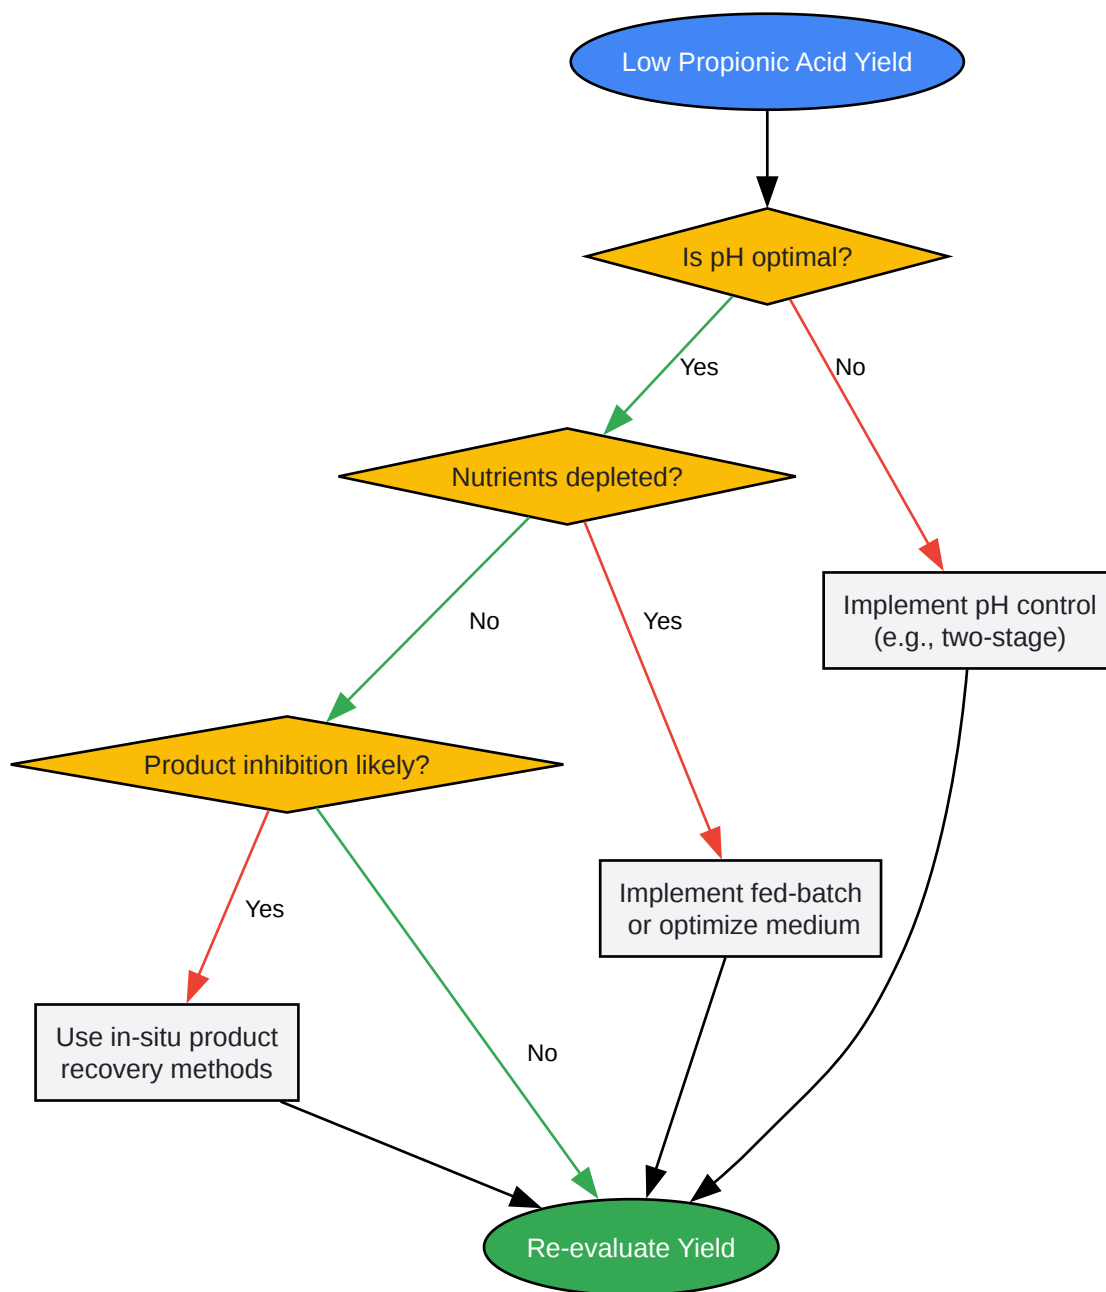 Low Propionic Acid Yield
Is pH optimal?
Yes
No
Nutrients depleted?
Implement pH control
(e.g., two-stage)
No
Yes
Product inhibition likely?
Implement fed-batch
or optimize medium
Yes
Use in-situ product
recovery methods
No
Re-evaluate Yield